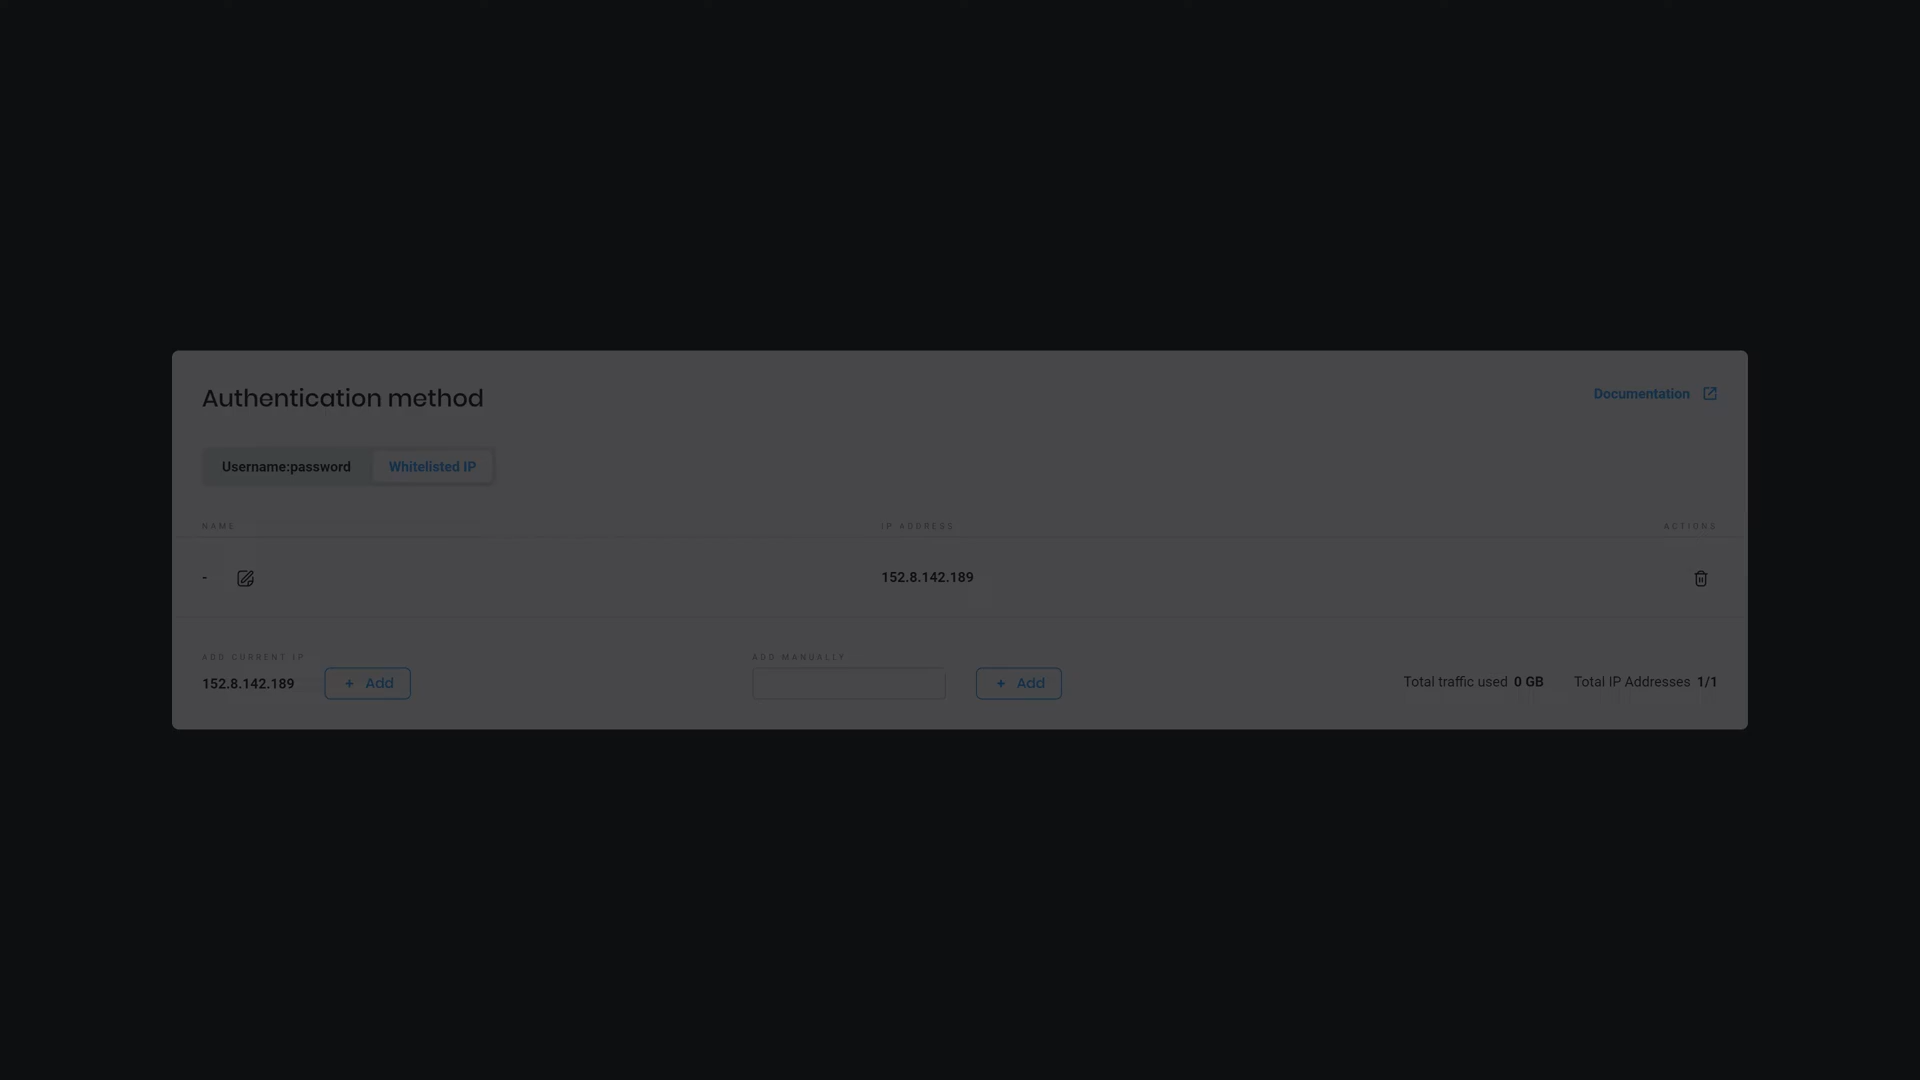 Authentication method
Documentation
Username:password
Whitelisted IP
NAME
IP ADDRESS
ACTIONS
-
152.8.142.189
ADD CURRENT IP
152.8.142.189
+ Add
ADD MANUALLY
+ Add
Total traffic used 0 GB
Total IP Addresses 1/1